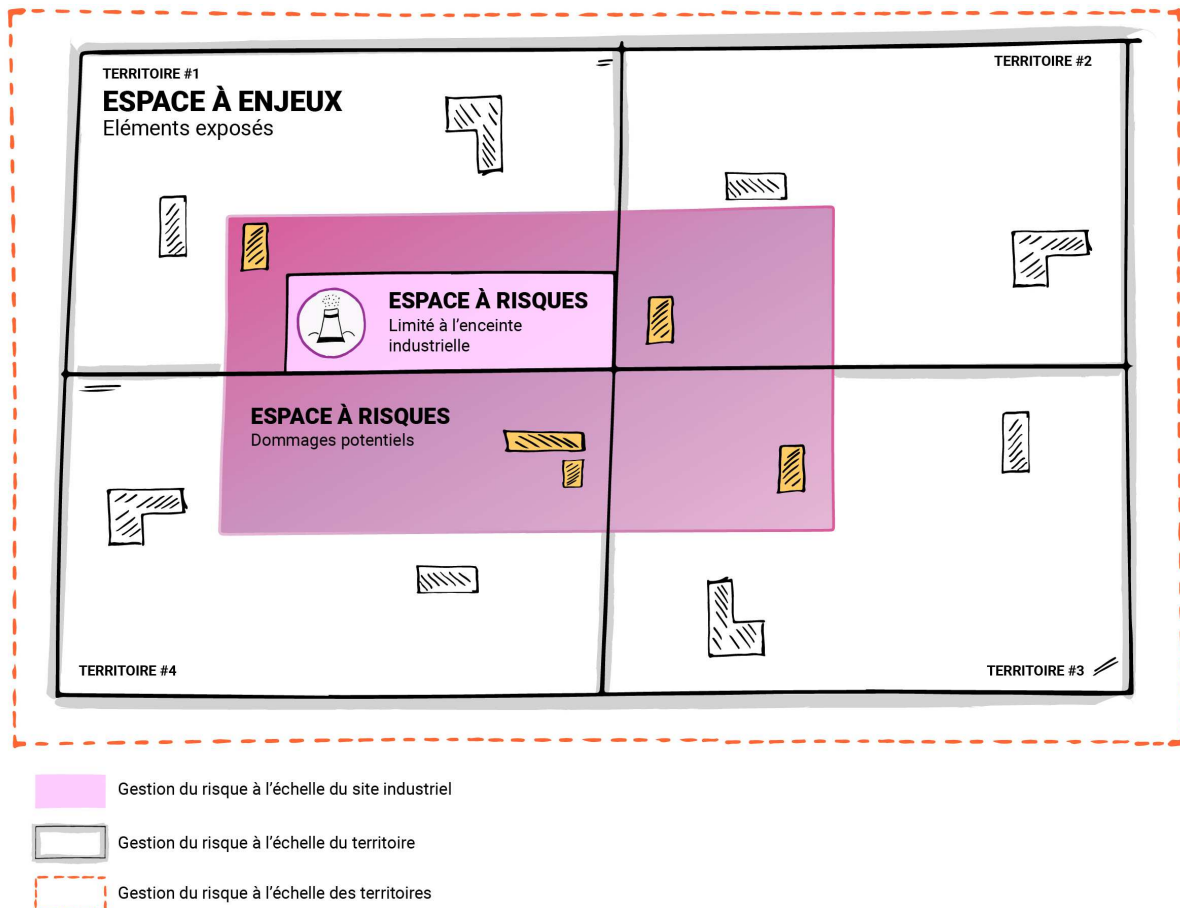 TERRITOIRE #1
ESPACE À ENJEUX
Eléments exposés
TERRITOIRE #2
ESPACE À RISQUES
Limité à l'enceinte
industrielle
ESPACE À RISQUES
Dommages potentiels
TERRITOIRE #4
TERRITOIRE #3
Gestion du risque à l'échelle du site industriel
Gestion du risque à l'échelle du territoire
Gestion du risque à l'échelle des territoires